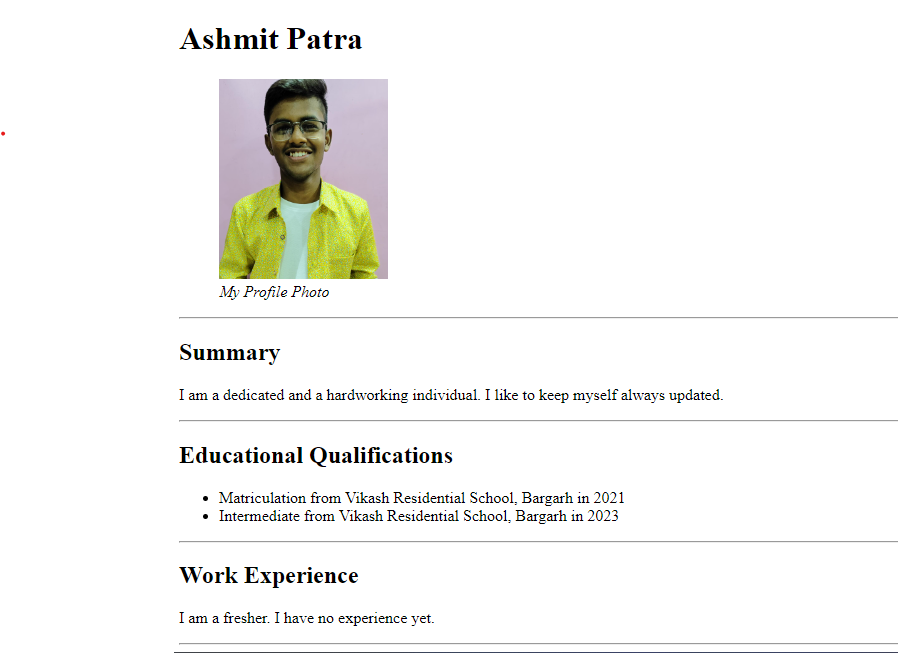 Ashmit Patra
My Profile Photo
Summary
I am a dedicated and a hardworking individual. I like to keep myself always updated.
Educational Qualifications
Matriculation from Vikash Residential School, Bargarh in 2021
Intermediate from Vikash Residential School, Bargarh in 2023
Work Experience
I am a fresher. I have no experience yet.